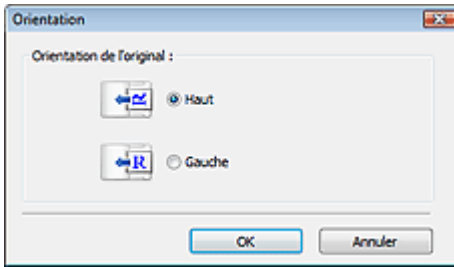 Orientation
Orientation de l'original :
R
Haut
R
Gauche
OK
Annuler